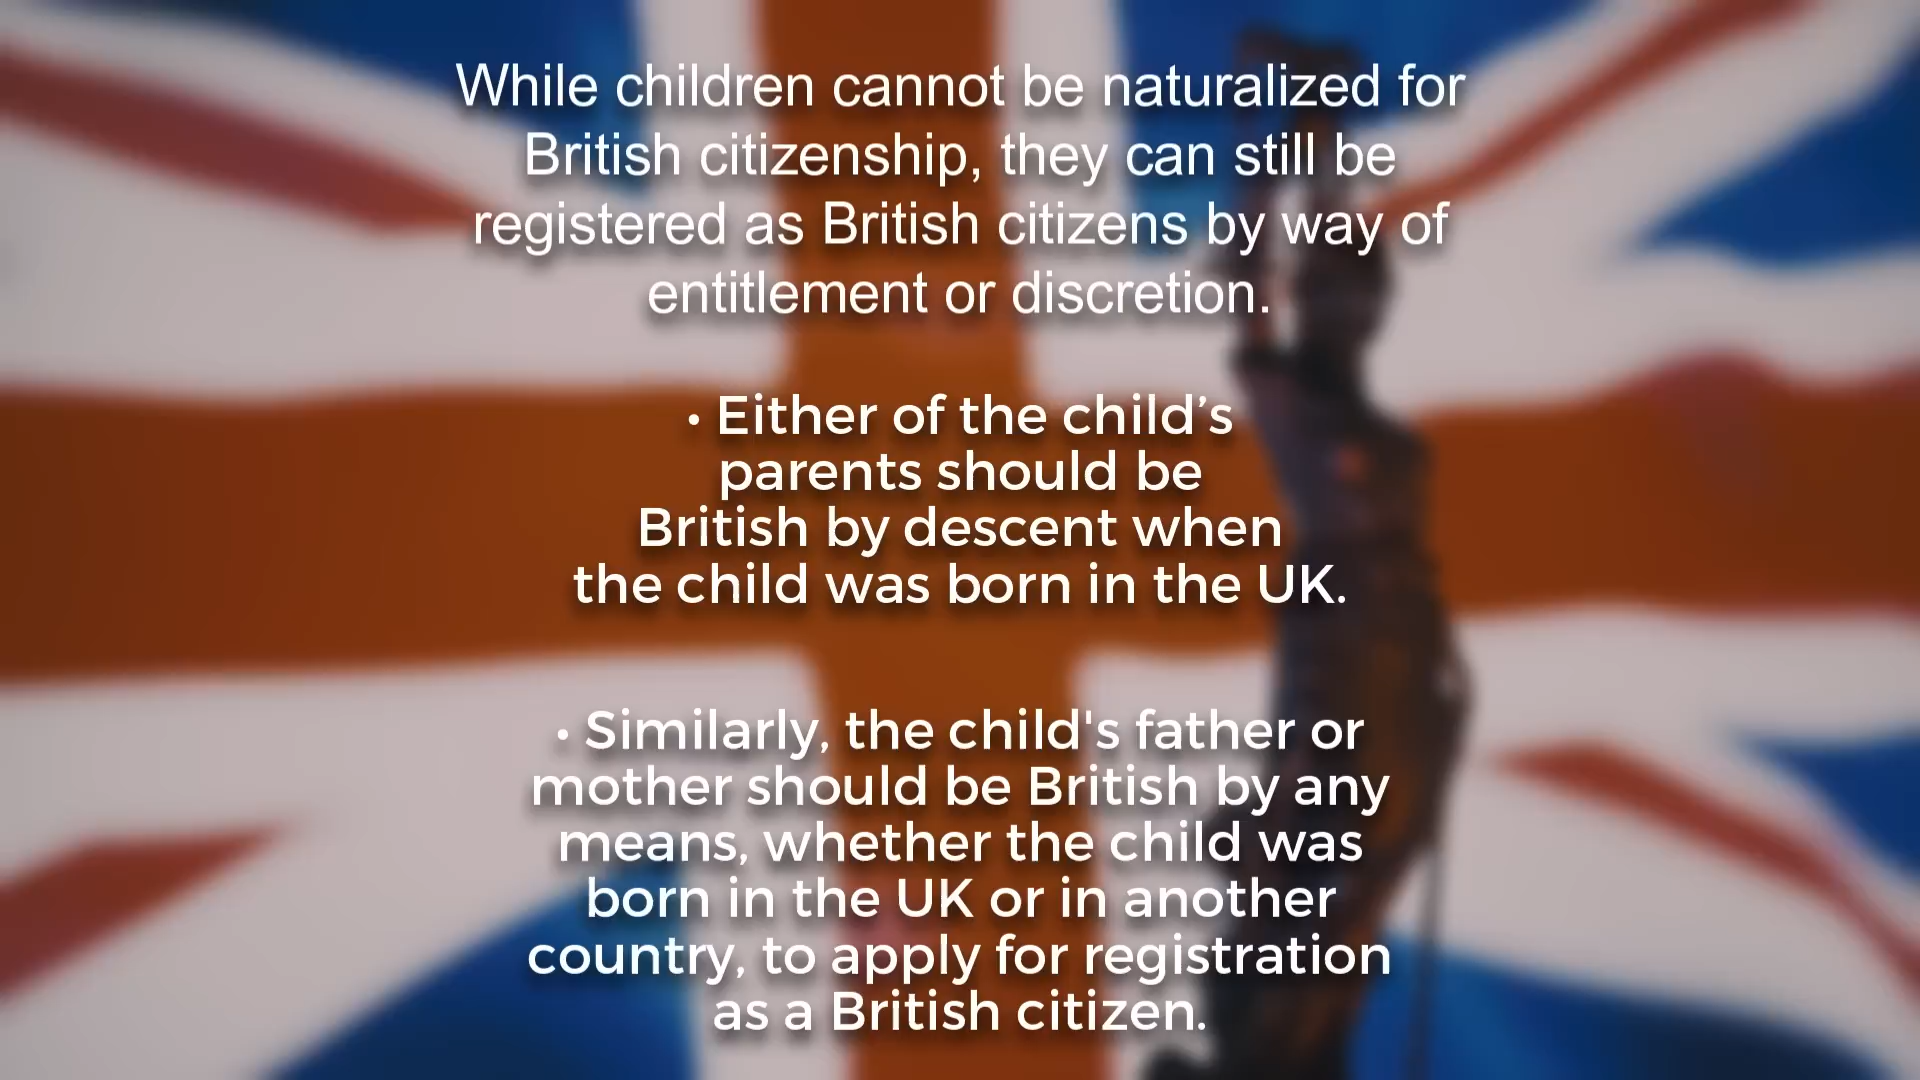 While children cannot be naturalized for
British citizenship, they can still be
registered as British citizens by way of
entitlement or discretion.
• Either of the child’s
parents should be
British by descent when
the child was born in the UK.
• Similarly, the child's father or
mother should be British by any
means, whether the child was
born in the UK or in another
country, to apply for registration
as a British citizen.